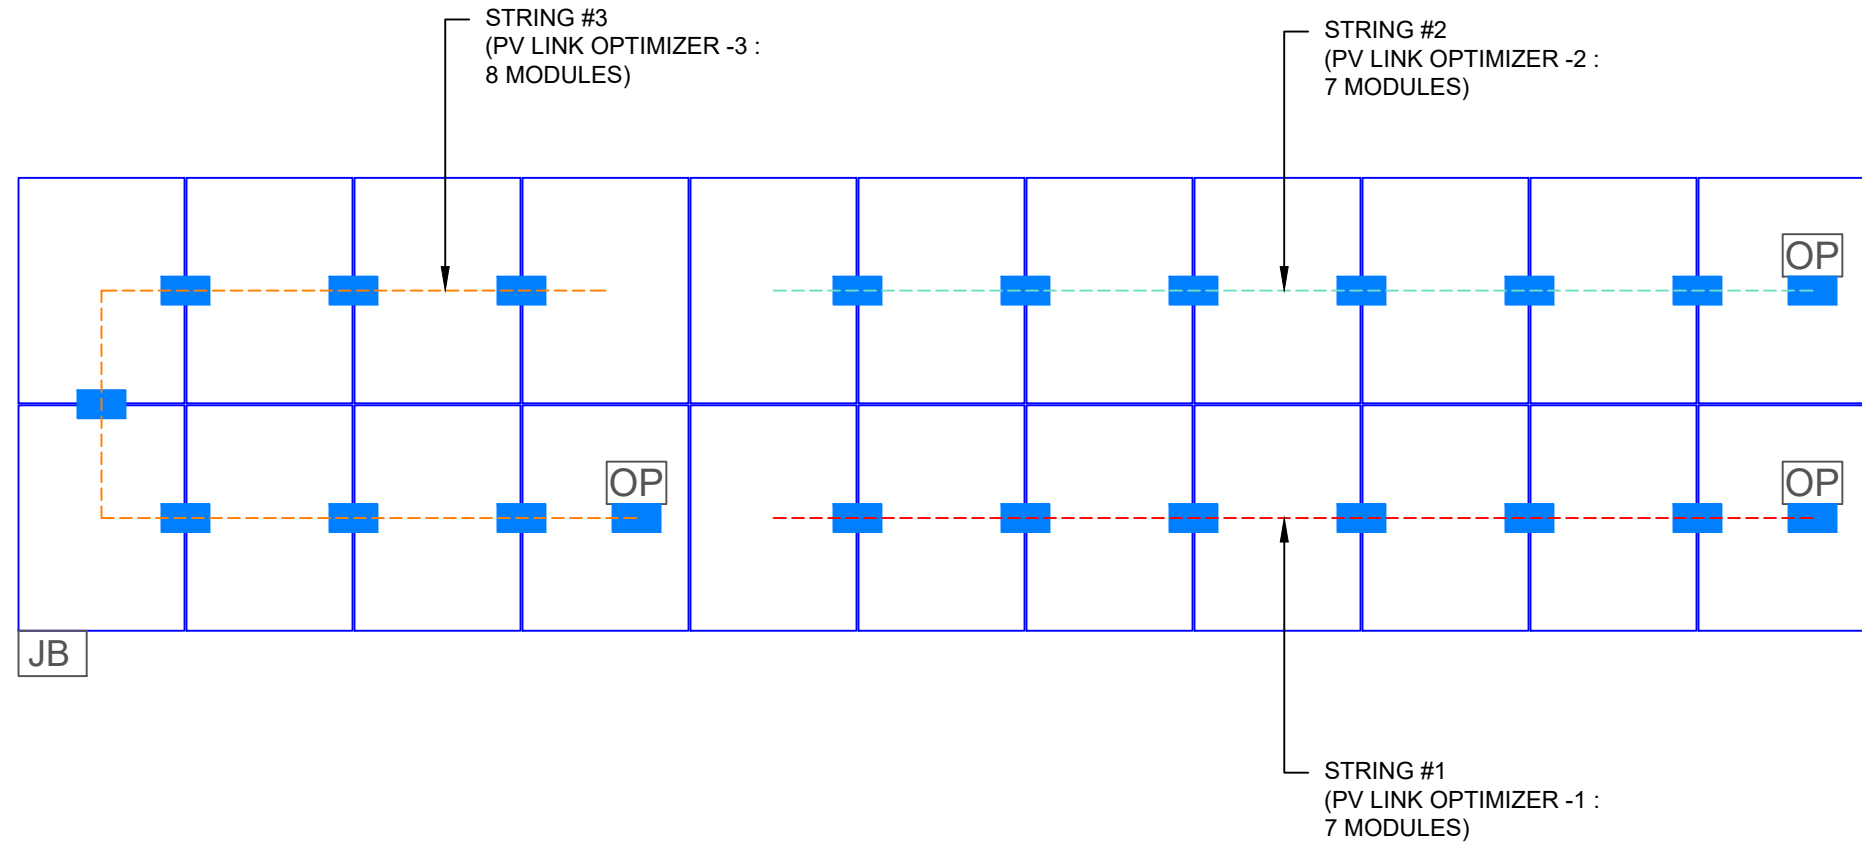 STRING #3
(PV LINK OPTIMIZER -3 :
8 MODULES)
STRING #2
(PV LINK OPTIMIZER -2 :
7 MODULES)
OP
OP
OP
JB
STRING #1
(PV LINK OPTIMIZER -1 :
7 MODULES)